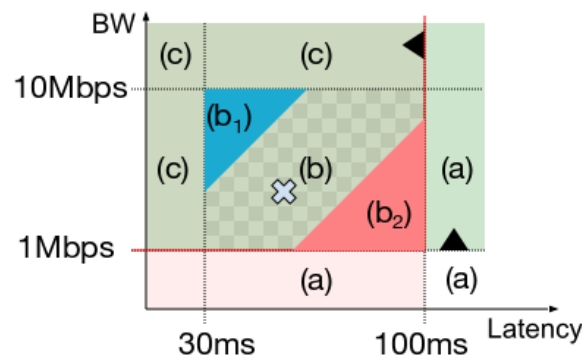 BW
(c) (c)
10Mbps
(b₁)
(c) (b) (a)
(b₂)
1Mbps
(a) (a)
Latency
30ms 100ms